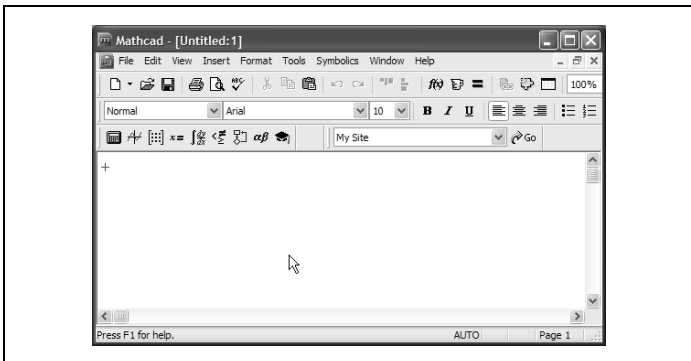 Mathcad - [Untitled:1]
File Edit View Insert Format Tools Symbolics Window Help
100%
Normal Arial 10 B I U
My Site Go
Press F1 for help. AUTO Page 1